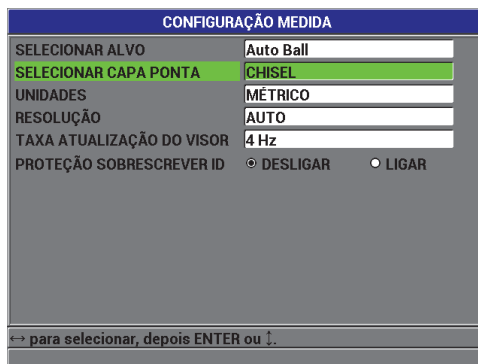 CONFIGURAÇÃO MEDIDA
SELECIONAR ALVO Auto Ball
SELECIONAR CAPA PONTA CHISEL
UNIDADES MÉTRICO
RESOLUÇÃO AUTO
TAXA ATUALIZAÇÃO DO VISOR 4 Hz
PROTEÇÃO SOBRESCREVER ID DESLIGAR LIGAR
↔ para selecionar, depois ENTER ou ↕.